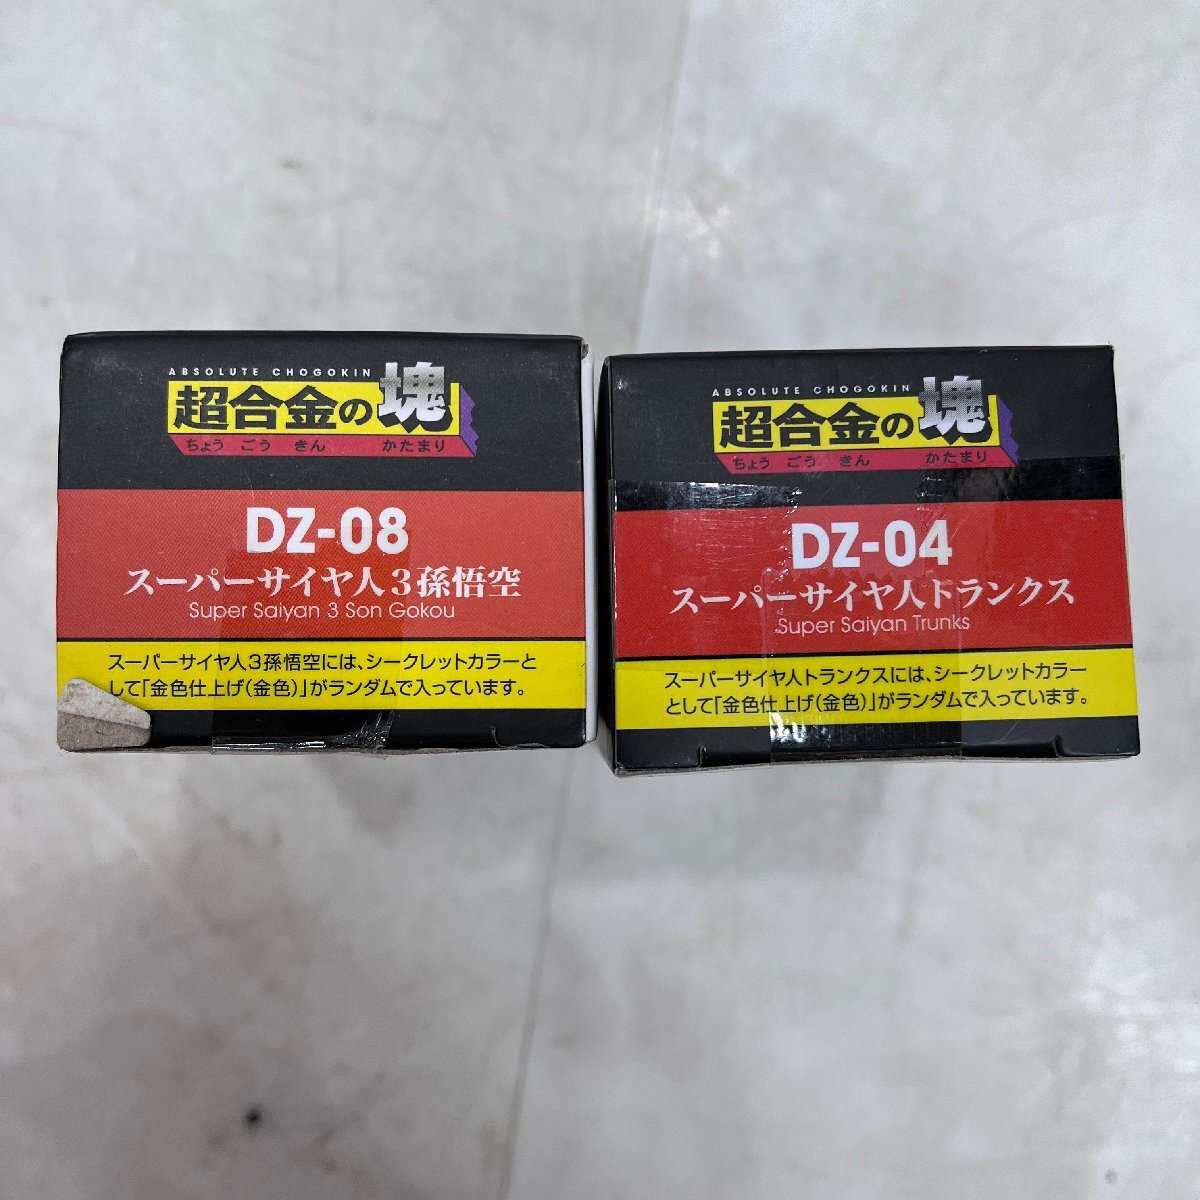 ABSOLUTE CHOGOKIN
超合金の塊
ちょう ごう きん かたまり
DZ-08
スーパーサイヤ人3孫悟空
Super Saiyan 3 Son Gokou
スーパーサイヤ人3孫悟空には、シークレットカラーと
して「金色仕上げ(金色)」がランダムで入っています。
ABSOLUTE CHOGOKIN
超合金の塊
ちょう ごう きん かたまり
DZ-04
スーパーサイヤ人トランクス
Super Saiyan Trunks
スーパーサイヤ人トランクスには、シークレットカラー
として「金色仕上げ(金色)」がランダムで入っています。